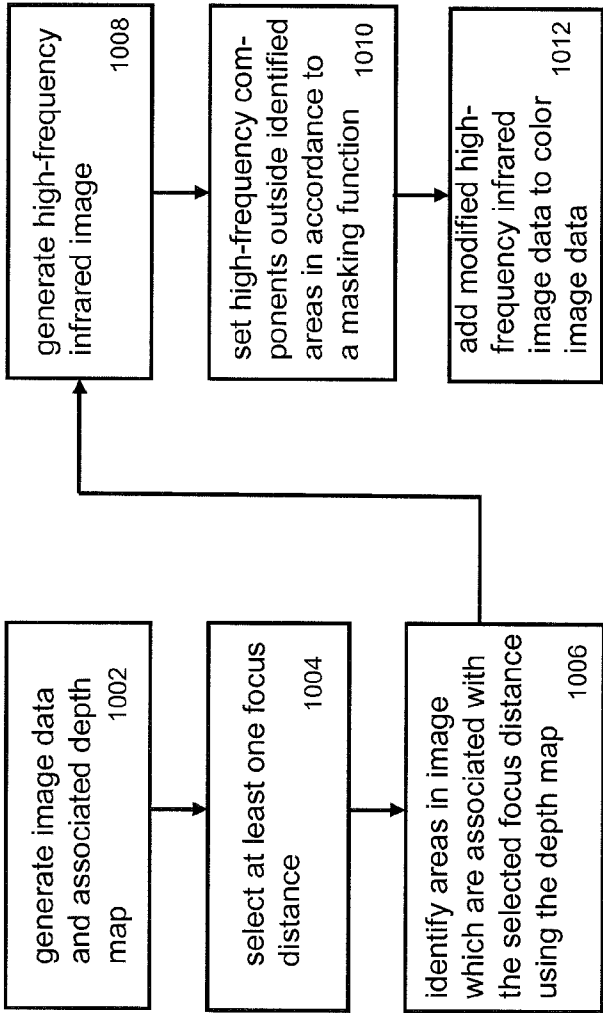 generate image data
and associated depth
map 1002
select at least one focus
distance 1004
identify areas in image
which are associated with
the selected focus distance
using the depth map
1006
generate high-frequency
infrared image
1008
set high-frequency com-
ponents outside identified
areas in accordance to
a masking function
1010
add modified high-
frequency infrared
image data to color
image data 1012